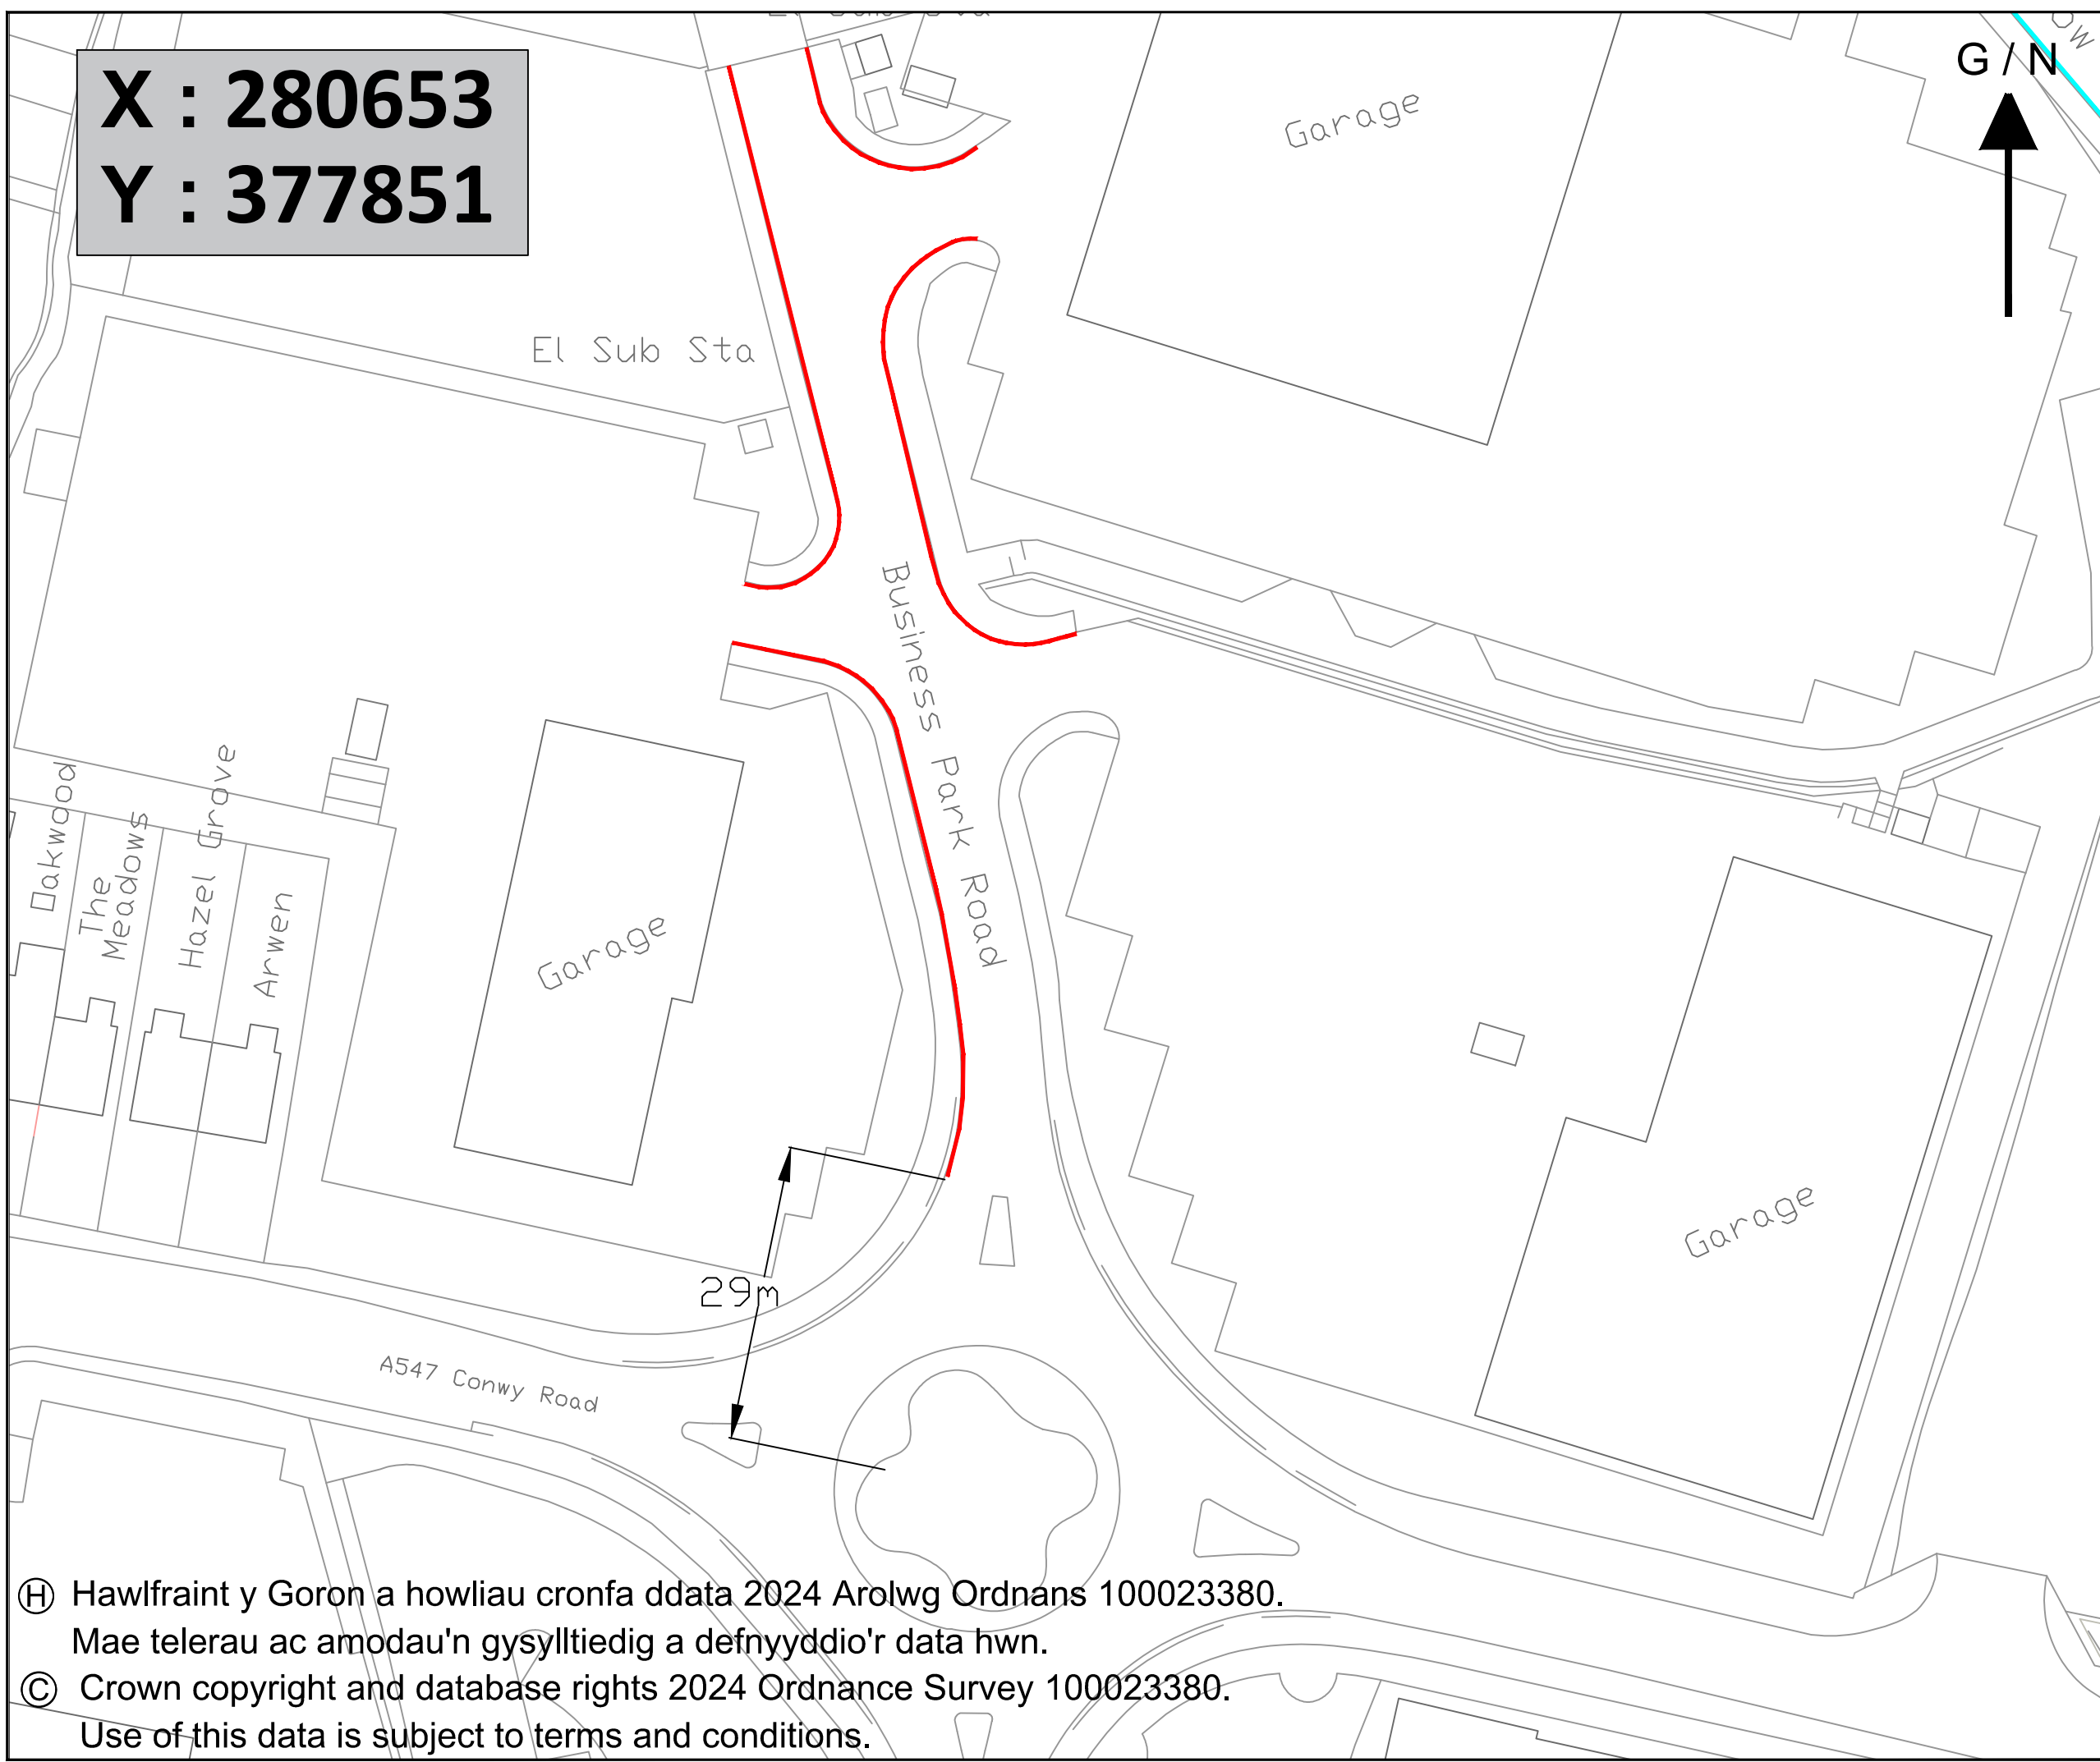 X : 280653
Y : 377851
G / N
Garage
El Sub Sta
Business Park Road
Oakwood
The
Meadows
Hazel Grove
Arwen
Garage
Garage
29m
A547 Conwy Road
Ⓗ Hawlfraint y Goron a howliau cronfa ddata 2024 Arolwg Ordnans 100023380.
Mae telerau ac amodau'n gysylltiedig a defnyyddio'r data hwn.
© Crown copyright and database rights 2024 Ordnance Survey 100023380.
Use of this data is subject to terms and conditions.